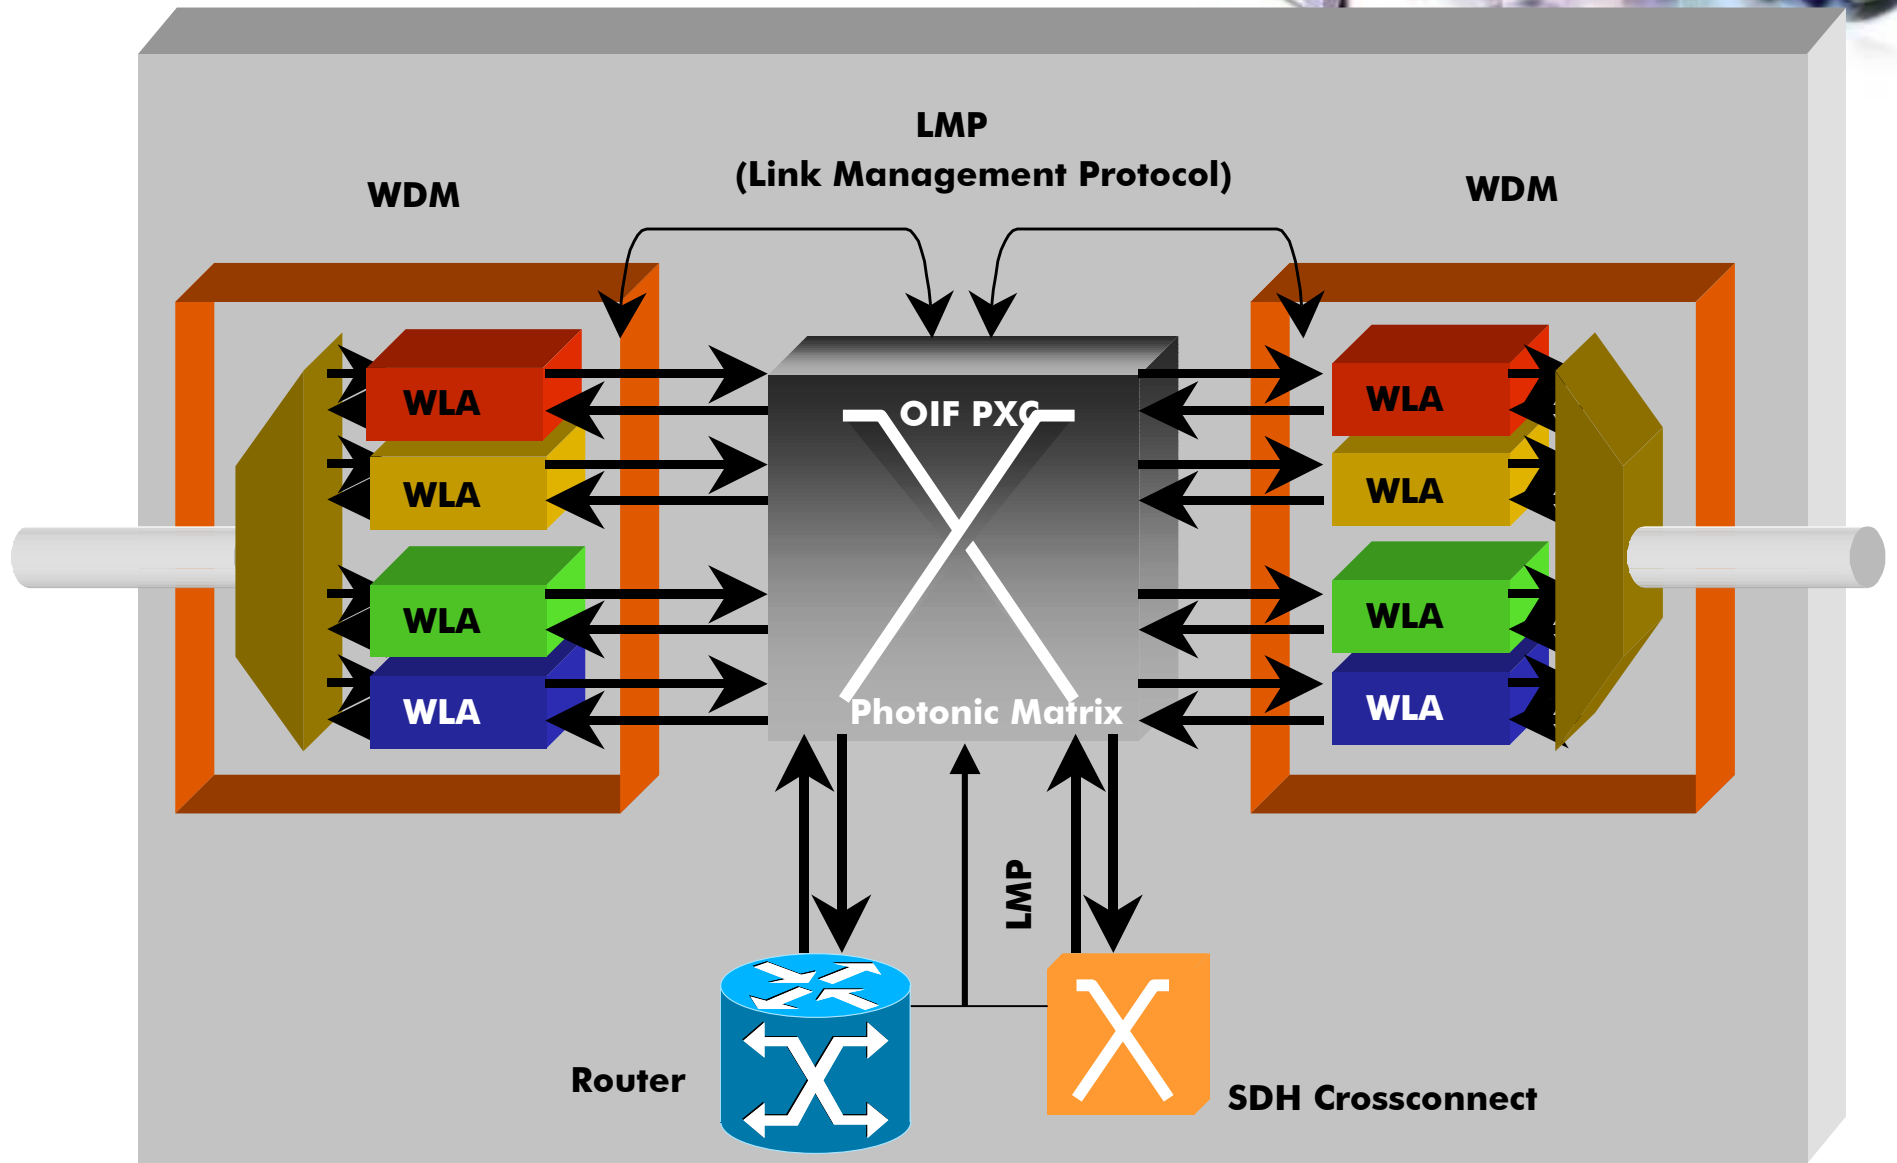 LMP
(Link Management Protocol)
WDM
WDM
WLA
WLA
WLA
WLA
OIF PXC
Photonic Matrix
WLA
WLA
WLA
WLA
LMP
Router
SDH Crossconnect